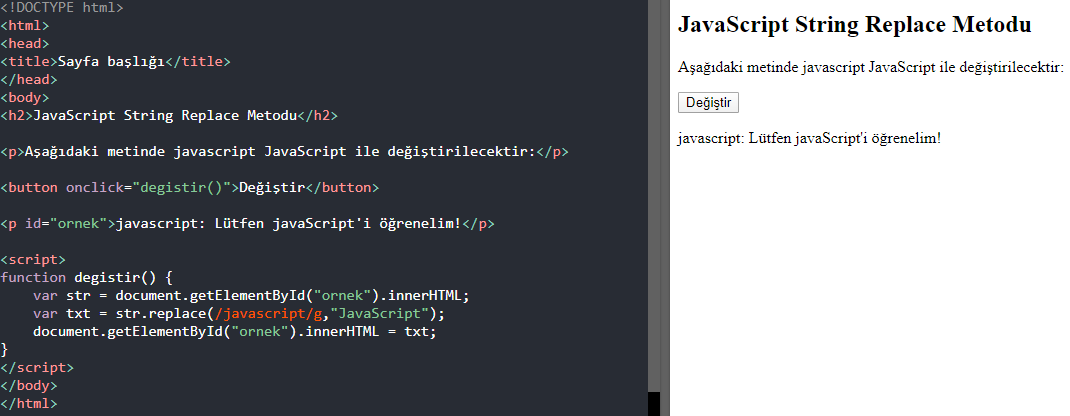 <!DOCTYPE html>
<html>
<head>
<title>Sayfa başlığı</title>
</head>
<body>
<h2>JavaScript String Replace Metodu</h2>
<p>Aşağıdaki metinde javascript JavaScript ile değiştirilecektir:</p>
<button onclick="degistir()">Değiştir</button>
<p id="ornek">javascript: Lütfen javaScript'i öğrenelim!</p>
<script>
function degistir() {
    var str = document.getElementById("ornek").innerHTML;
    var txt = str.replace(/javascript/g,"JavaScript");
    document.getElementById("ornek").innerHTML = txt;
}
</script>
</body>
</html>
JavaScript String Replace Metodu
Aşağıdaki metinde javascript JavaScript ile değiştirilecektir:
Değiştir
javascript: Lütfen javaScript'i öğrenelim!